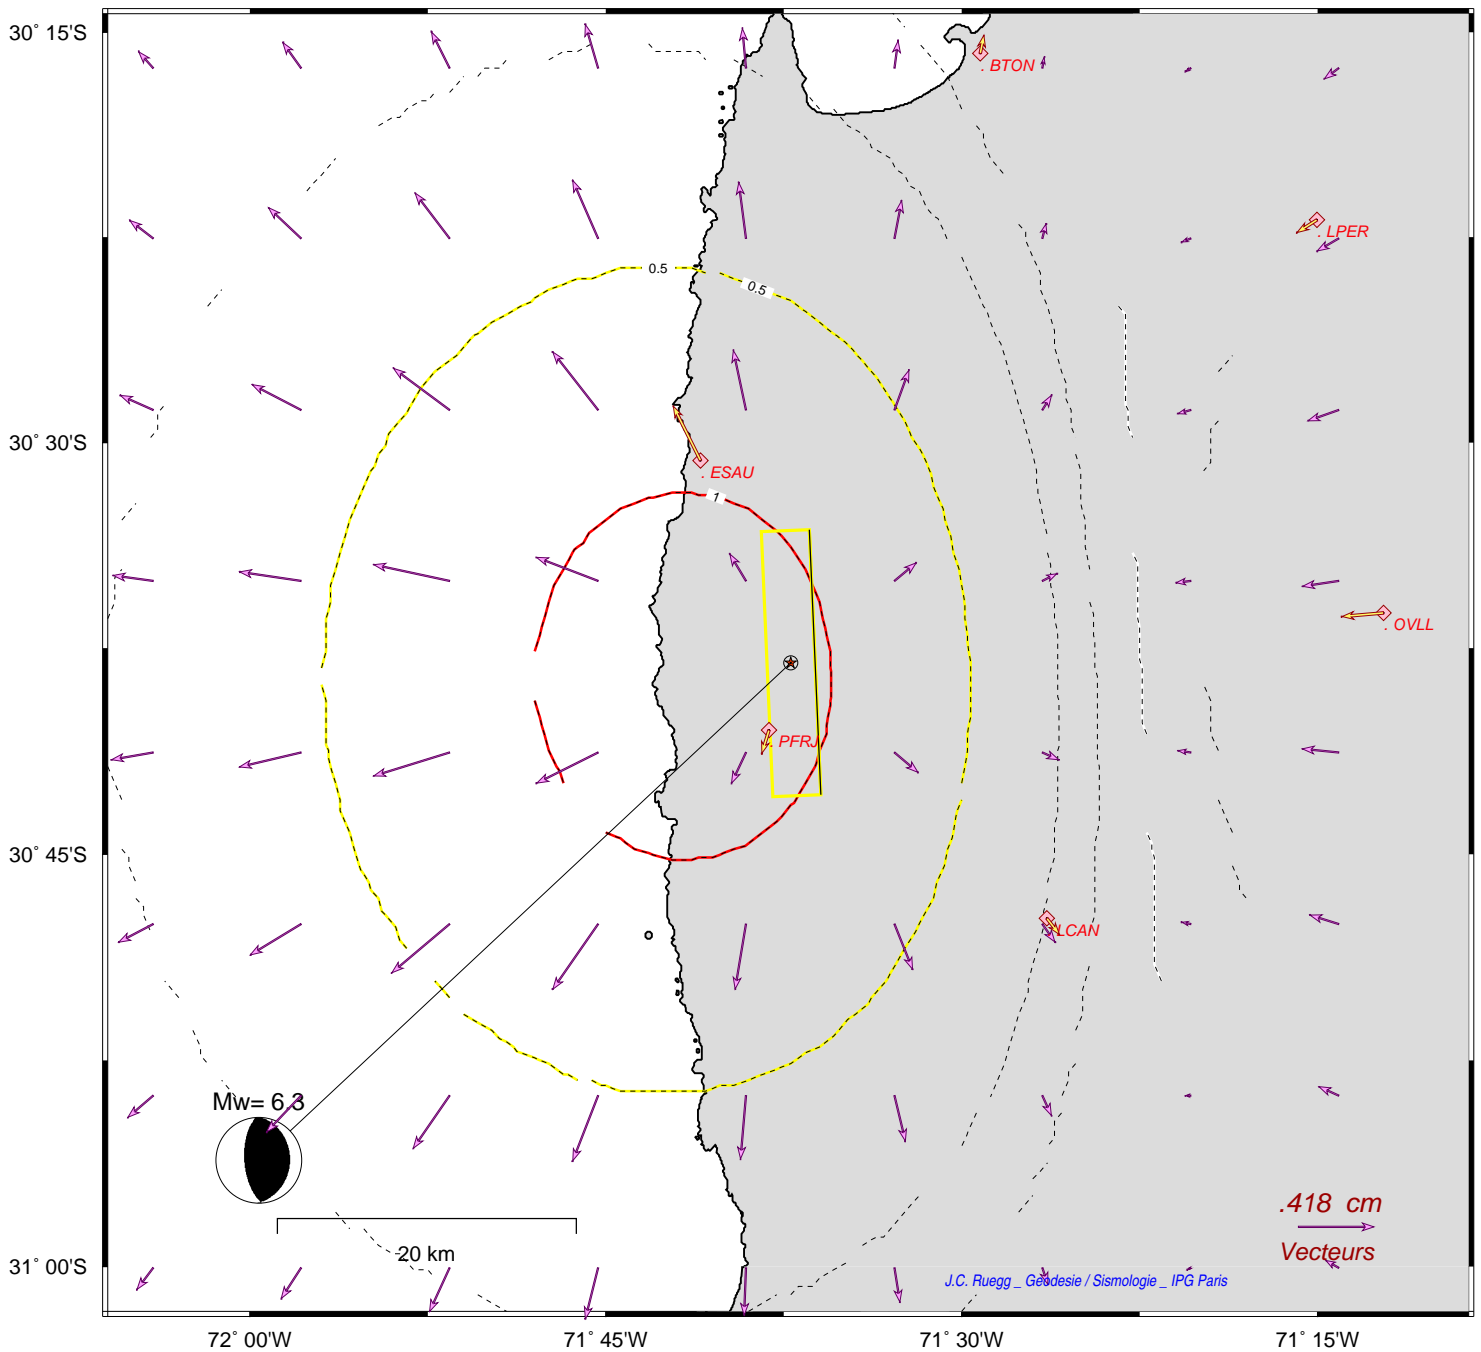 30° 15'S
. BTON
. LPER
0.5
0.5
30° 30'S
. ESAU
1
. OVLL
. PFRJ
30° 45'S
LCAN
Mw= 6.3
20 km
.418 cm
Vecteurs
31° 00'S
J.C. Ruegg _ Geodesie / Sismologie _ IPG Paris
72° 00'W
71° 45'W
71° 30'W
71° 15'W